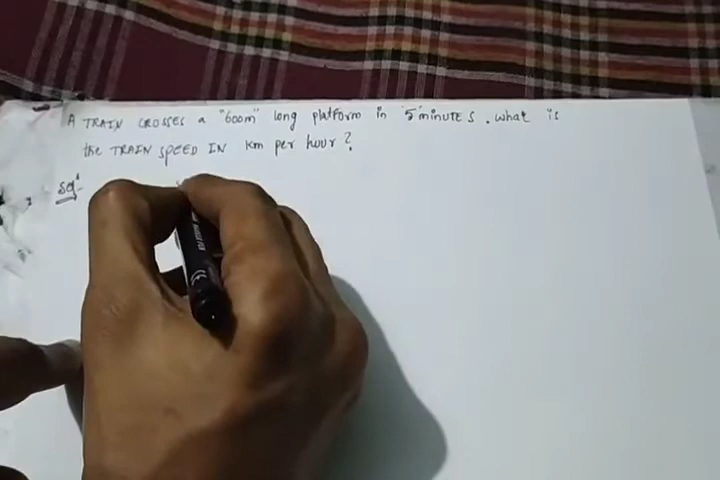 A TRAIN CROSSES a "600m" long platform in 5 minutes. What is
the TRAIN SPEED IN Km per hour?
Sol